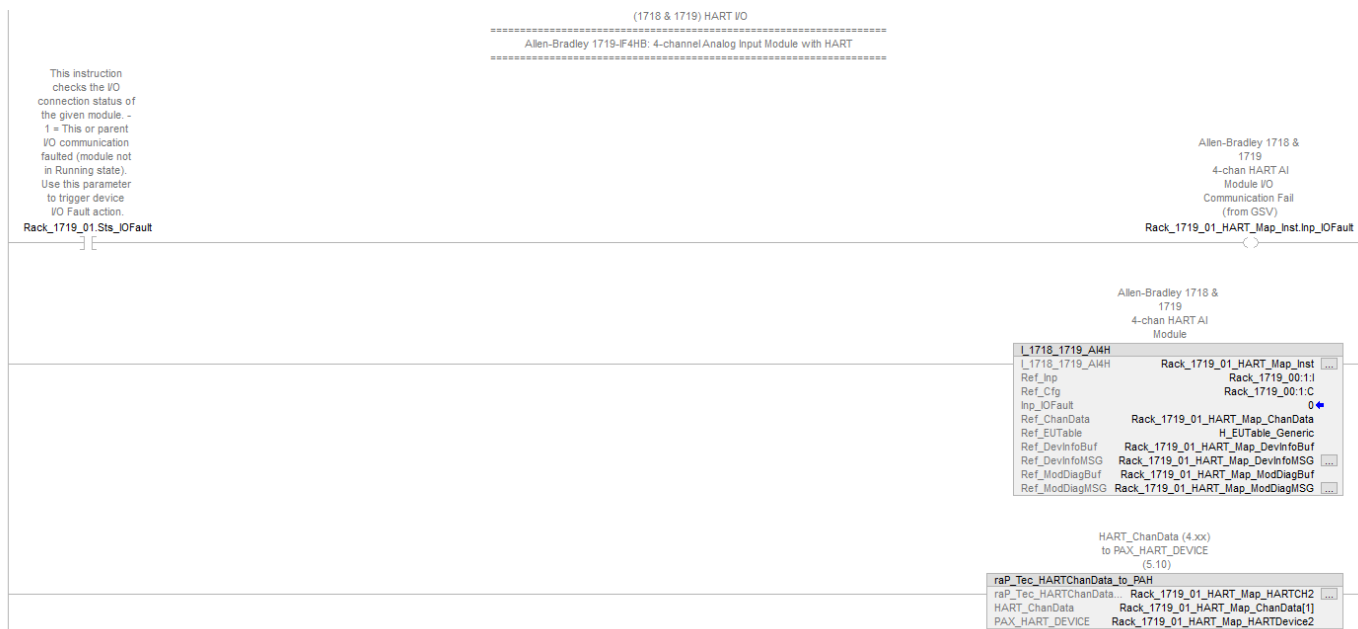 (1718 & 1719) HART I/O
==================================================================
Allen-Bradley 1719-IF4HB: 4-channel Analog Input Module with HART
==================================================================
This instruction
checks the I/O
connection status of
the given module. -
1 = This or parent
I/O communication
faulted (module not
in Running state).
Use this parameter
to trigger device
I/O Fault action.
Rack_1719_01.Sts_IOFault
Allen-Bradley 1718 &
1719
4-chan HART AI
Module I/O
Communication Fail
(from GSV)
Rack_1719_01_HART_Map_Inst.Inp_IOFault
Allen-Bradley 1718 &
1719
4-chan HART AI
Module
I_1718_1719_AI4H
I_1718_1719_AI4H Rack_1719_01_HART_Map_Inst ...
Ref_Inp Rack_1719_00:1:I
Ref_Cfg Rack_1719_00:1:C
Inp_IOFault 0
Ref_ChanData Rack_1719_01_HART_Map_ChanData
Ref_EUTable H_EUTable_Generic
Ref_DevInfoBuf Rack_1719_01_HART_Map_DevInfoBuf
Ref_DevInfoMSG Rack_1719_01_HART_Map_DevInfoMSG ...
Ref_ModDiagBuf Rack_1719_01_HART_Map_ModDiagBuf
Ref_ModDiagMSG Rack_1719_01_HART_Map_ModDiagMSG ...
HART_ChanData (4.xx)
to PAX_HART_DEVICE
(5.10)
raP_Tec_HARTChanData_to_PAH
raP_Tec_HARTChanData... Rack_1719_01_HART_Map_HARTCH2 ...
HART_ChanData Rack_1719_01_HART_Map_ChanData[1]
PAX_HART_DEVICE Rack_1719_01_HART_Map_HARTDevice2